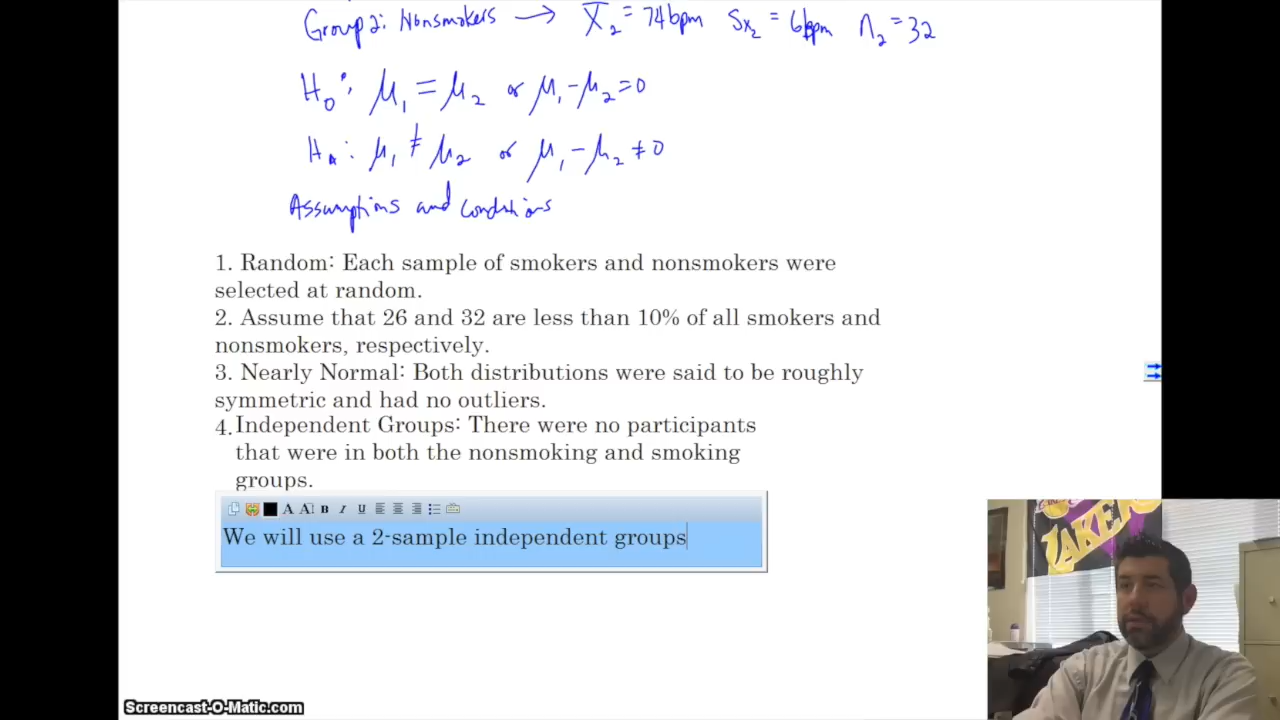 Group 2: Nonsmokers → X̅₂ = 74bpm Sx₂ = 6bpm n₂ = 32
H₀: μ₁ = μ₂ or μ₁ - μ₂ = 0
Hᴀ: μ₁ ≠ μ₂ or μ₁ - μ₂ ≠ 0
Assumptions and conditions
1. Random: Each sample of smokers and nonsmokers were
selected at random.
2. Assume that 26 and 32 are less than 10% of all smokers and
nonsmokers, respectively.
3. Nearly Normal: Both distributions were said to be roughly
symmetric and had no outliers.
4. Independent Groups: There were no participants
that were in both the nonsmoking and smoking
groups.
A A B I U
We will use a 2-sample independent groups
LAKERS
Screencast-O-Matic.com